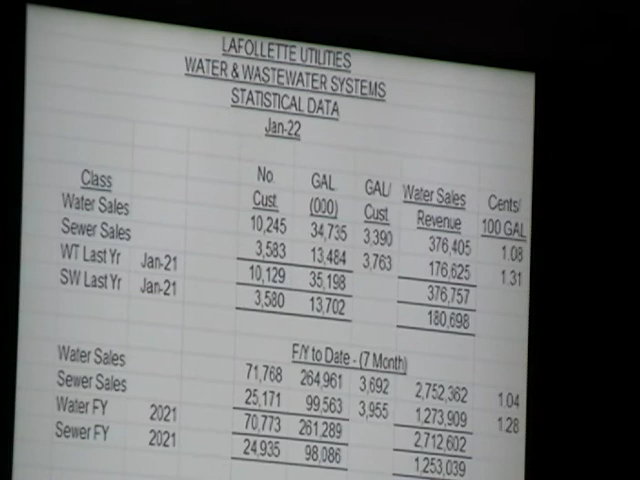 LAFOLLETTE UTILITIES
WATER & WASTEWATER SYSTEMS
STATISTICAL DATA
Jan-22
Class No. Cust. GAL (000) GAL/ Cust Water Sales Revenue Cents/ 100 GAL
Water Sales 10,245 34,735 3,390 376,405 1.08
Sewer Sales 3,583 13,484 3,763 176,625 1.31
WT Last Yr Jan-21 10,129 35,198 376,757
SW Last Yr Jan-21 3,580 13,702 180,698
F/Y to Date - (7 Month)
Water Sales 71,768 264,961 3,692 2,752,362 1.04
Sewer Sales 25,171 99,563 3,955 1,273,909 1.28
Water FY 2021 70,773 261,289 2,712,602
Sewer FY 2021 24,935 98,086 1,253,039